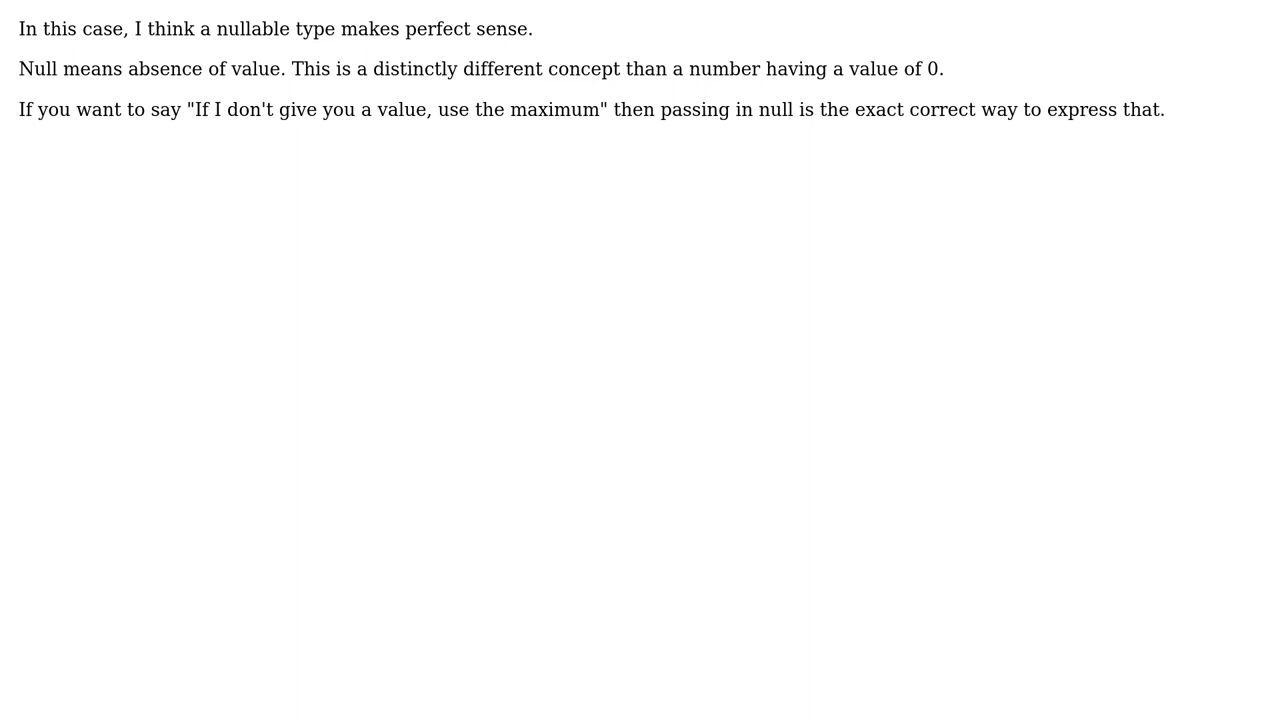 In this case, I think a nullable type makes perfect sense.
Null means absence of value. This is a distinctly different concept than a number having a value of 0.
If you want to say "If I don't give you a value, use the maximum" then passing in null is the exact correct way to express that.